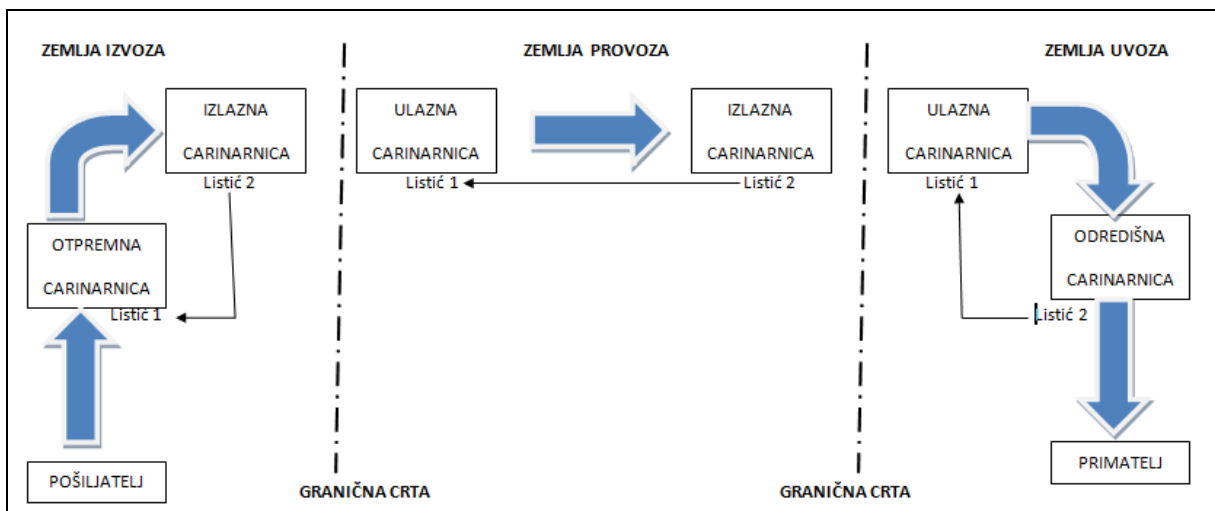 ZEMLJA IZVOZA
ZEMLJA PROVOZA
ZEMLJA UVOZA
IZLAZNA
CARINARNICA
Listić 2
ULAZNA
CARINARNICA
Listić 1
IZLAZNA
CARINARNICA
Listić 2
ULAZNA
CARINARNICA
Listić 1
OTPREMNA
CARINARNICA
Listić 1
ODREDIŠNA
CARINARNICA
Listić 2
POŠILJATELJ
PRIMATELJ
GRANIČNA CRTA
GRANIČNA CRTA